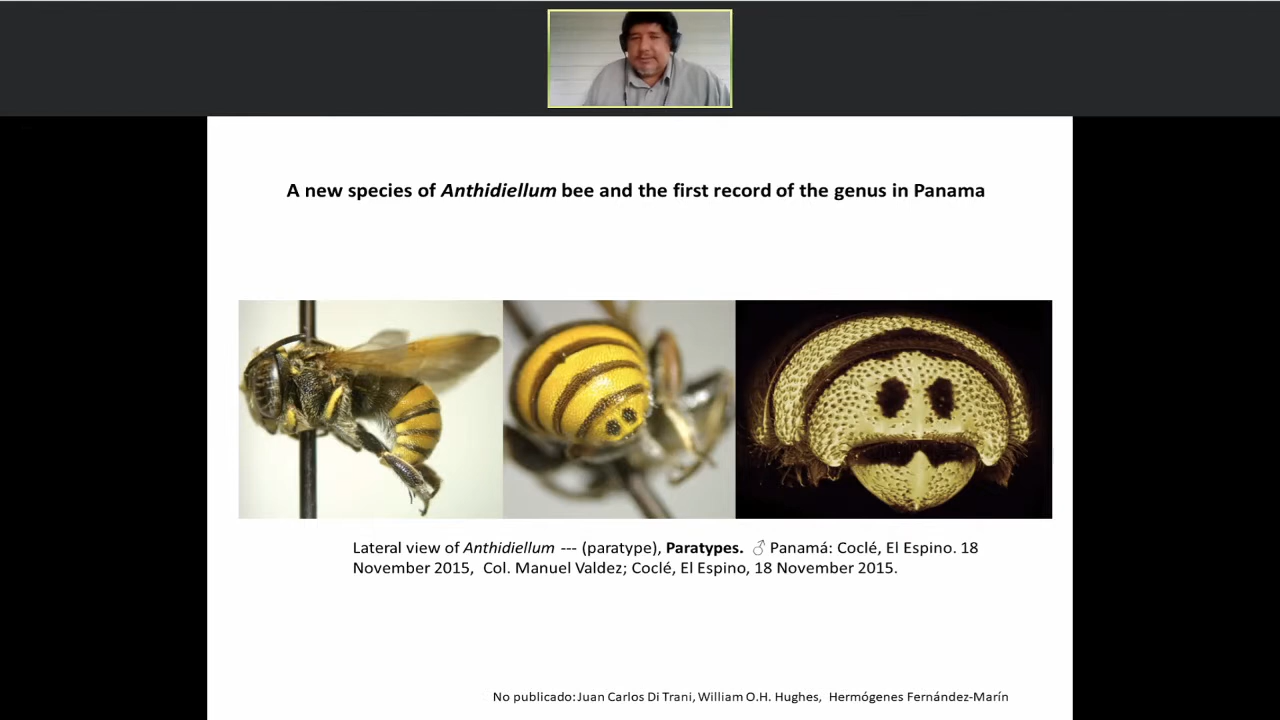 A new species of Anthidiellum bee and the first record of the genus in Panama
Lateral view of Anthidiellum --- (paratype), Paratypes. ♂ Panamá: Coclé, El Espino. 18
November 2015, Col. Manuel Valdez; Coclé, El Espino, 18 November 2015.
No publicado: Juan Carlos Di Trani, William O.H. Hughes, Hermógenes Fernández-Marín